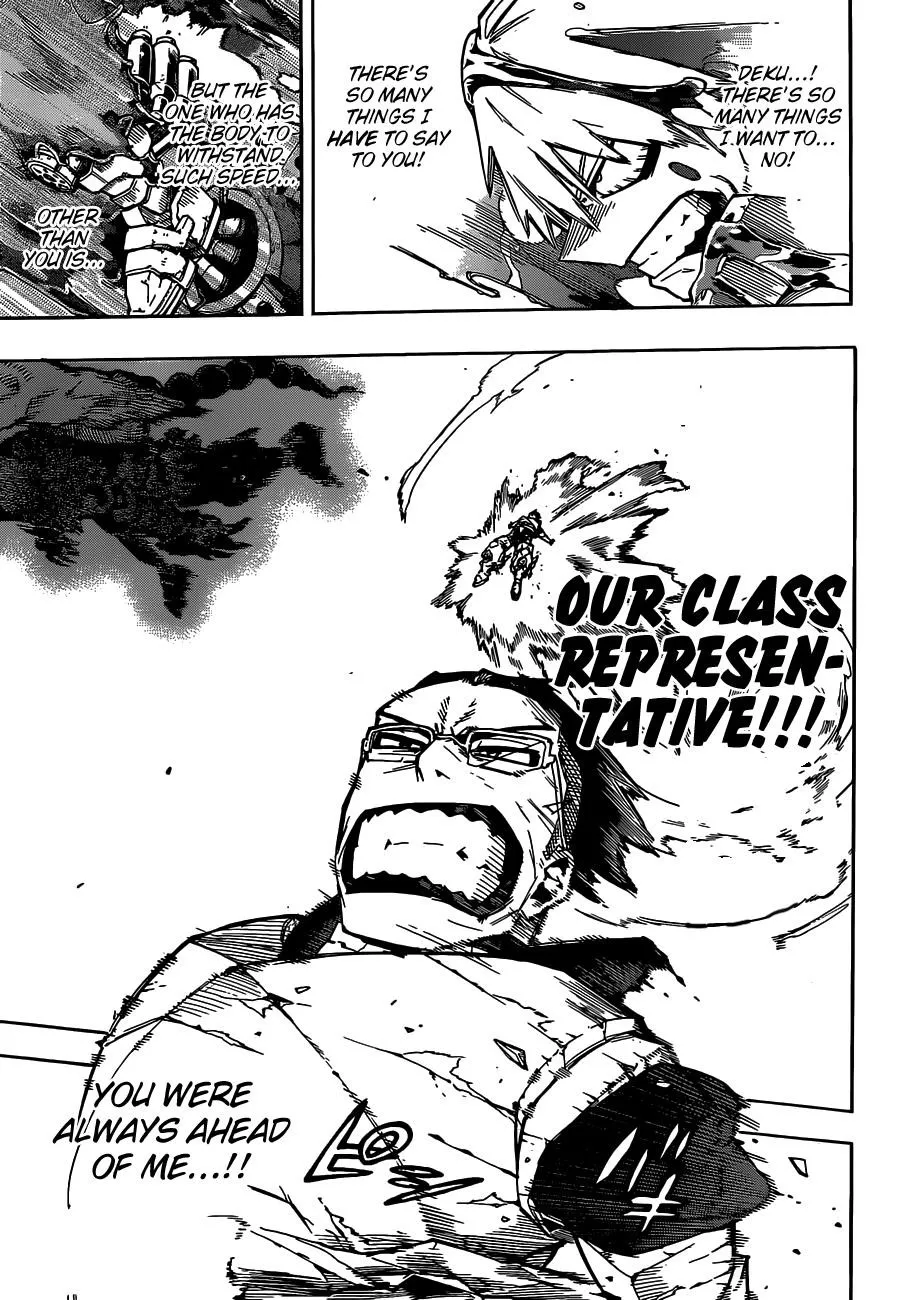 DEKU...!
THERE'S SO
MANY THINGS
I WANT TO...
NO!
THERE'S
SO MANY
THINGS I
HAVE TO SAY
TO YOU!
BUT THE
ONE WHO HAS
THE BODY TO
WITHSTAND
SUCH SPEED...
OTHER
THAN
YOU IS...
OUR CLASS
REPRESEN-
TATIVE!!!
YOU WERE
ALWAYS AHEAD
OF ME...!!